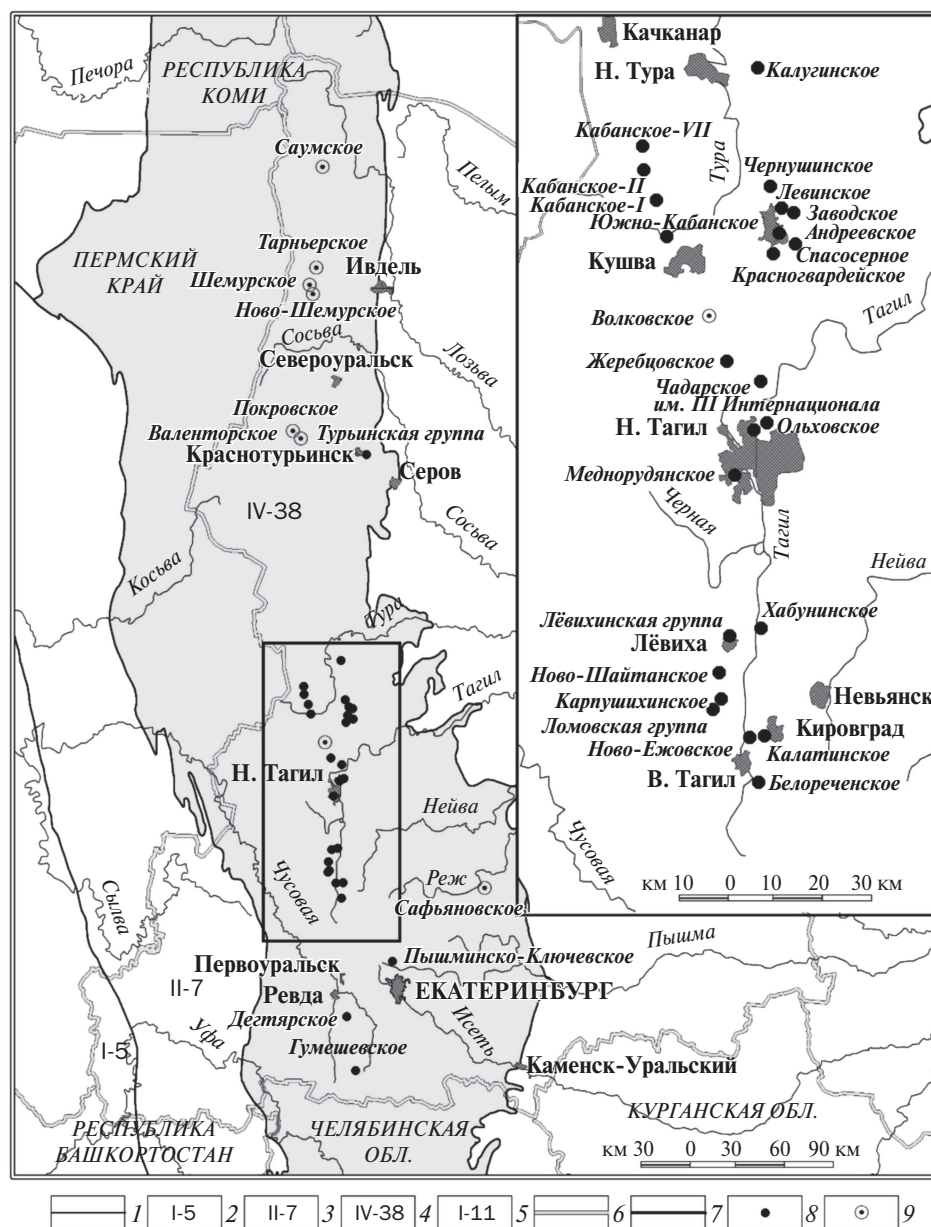 Печора
РЕСПУБЛИКА
КОМИ
Саумское
Пелым
ПЕРМСКИЙ
КРАЙ
Тарньерское
Шемурское
Ивдель
Ново-Шемурское
Сосьва
Североуральск
Лозьва
Покровское
Валенторское
Турьинская группа
Краснотурьинск
Серов
IV-38
Сосьва
Косьва
Тура
Тагил
Н. Тагил
Нейва
Чусовая
Реж
Сафьяновское
Сылва
Пышма
Пышминско-Ключевское
Первоуральск
II-7
Ревда
ЕКАТЕРИНБУРГ
Дегтярское
Исеть
Уфа
I-5
Гумешевское
Каменск-Уральский
РЕСПУБЛИКА
БАШКОРТОСТАН
ЧЕЛЯБИНСКАЯ
ОБЛ.
КУРГАНСКАЯ ОБЛ.
км 30 0 30 60 90 км
Качканар
Н. Тура
Калугинское
Кабанское-VII
Тура
Чернушинское
Кабанское-II
Левинское
Кабанское-I
Заводское
Южно-Кабанское
Андреевское
Спасосерное
Кушва
Красногвардейское
Волковское
Тагил
Жеребцовское
Чадарское
им. III Интернационала
Н. Тагил
Ольховское
Меднорудянское
Черная
Тагил
Нейва
Лёвихинская группа
Хабунинское
Лёвиха
Ново-Шайтанское
Невьянск
Карпушихинское
Ломовская группа
Кировград
Ново-Ежовское
Калатинское
В. Тагил
Белореченское
Чусовая
км 10 0 10 20 30 км
1 I-5 2 II-7 3 IV-38 4 I-11 5 6 7 8 9